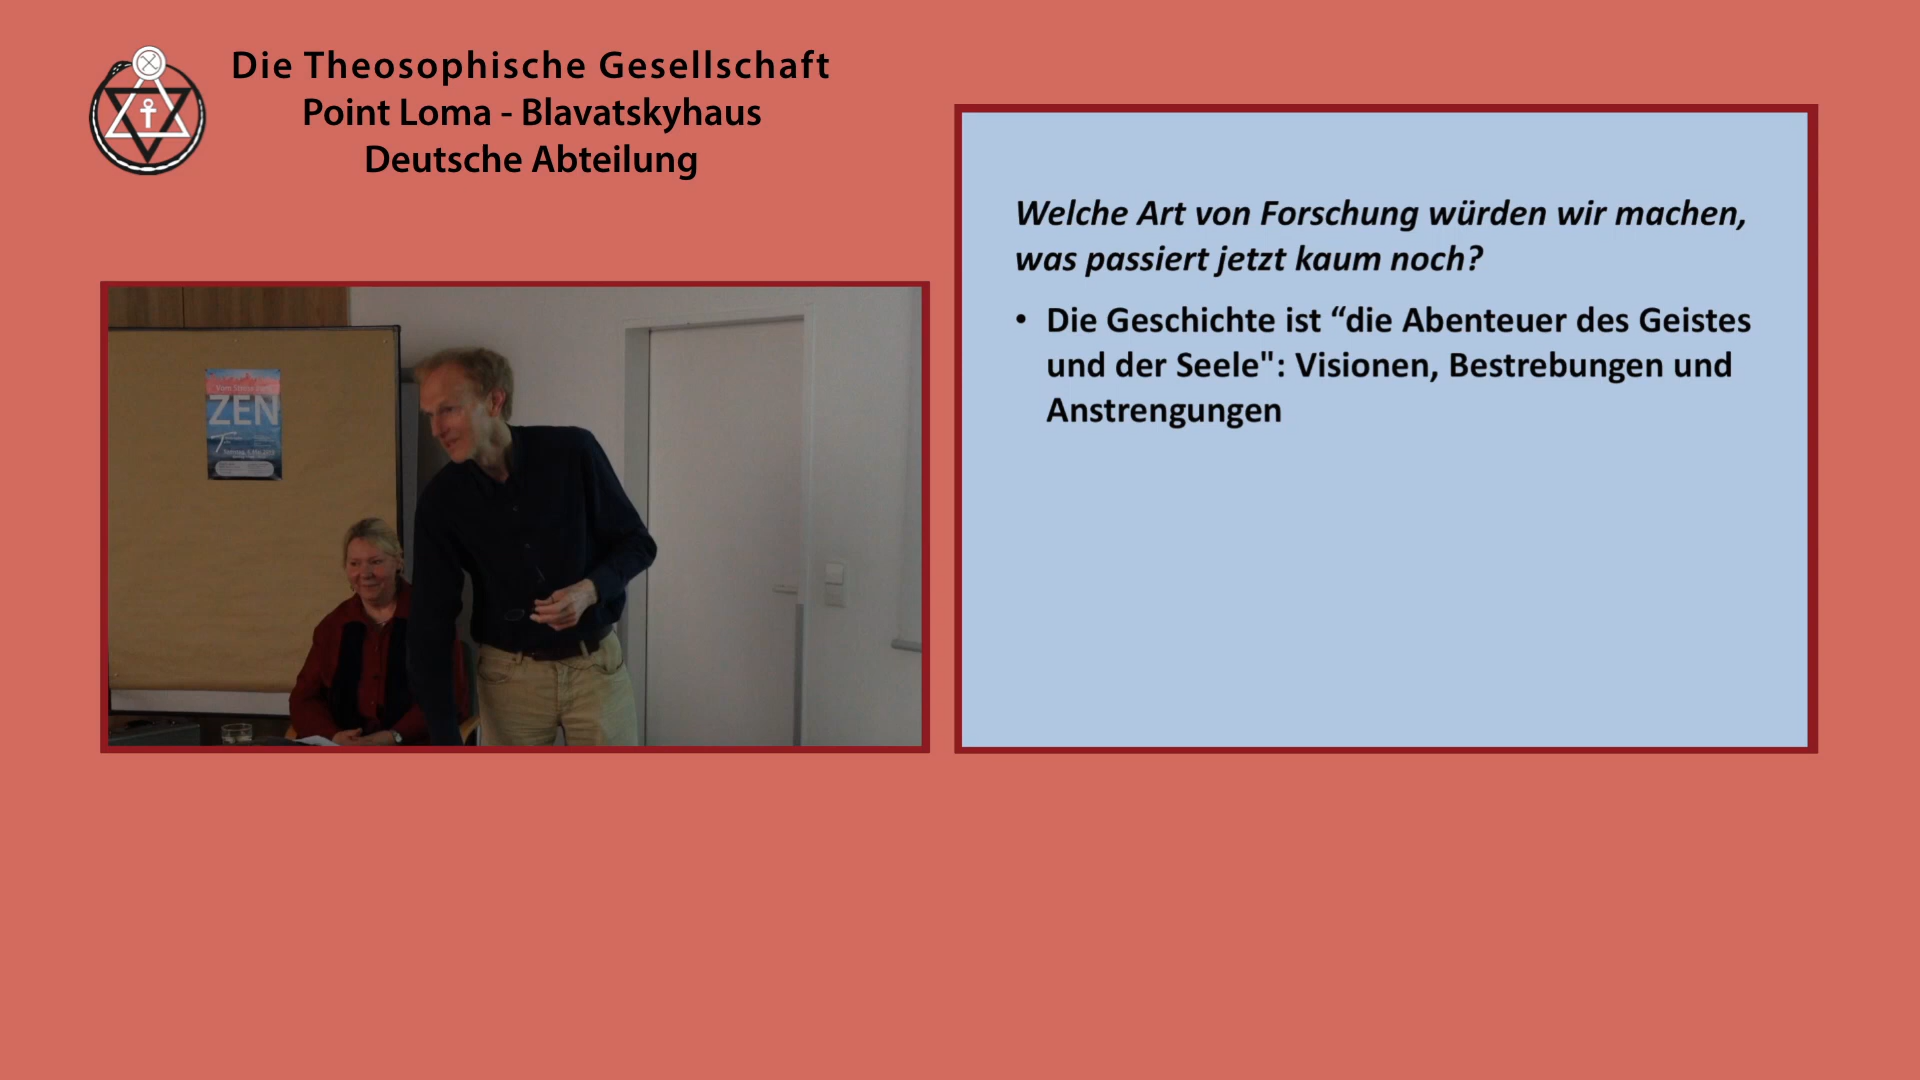 Die Theosophische Gesellschaft
Point Loma - Blavatskyhaus
Deutsche Abteilung
Welche Art von Forschung würden wir machen,
was passiert jetzt kaum noch?
• Die Geschichte ist “die Abenteuer des Geistes
und der Seele": Visionen, Bestrebungen und
Anstrengungen
ZEN